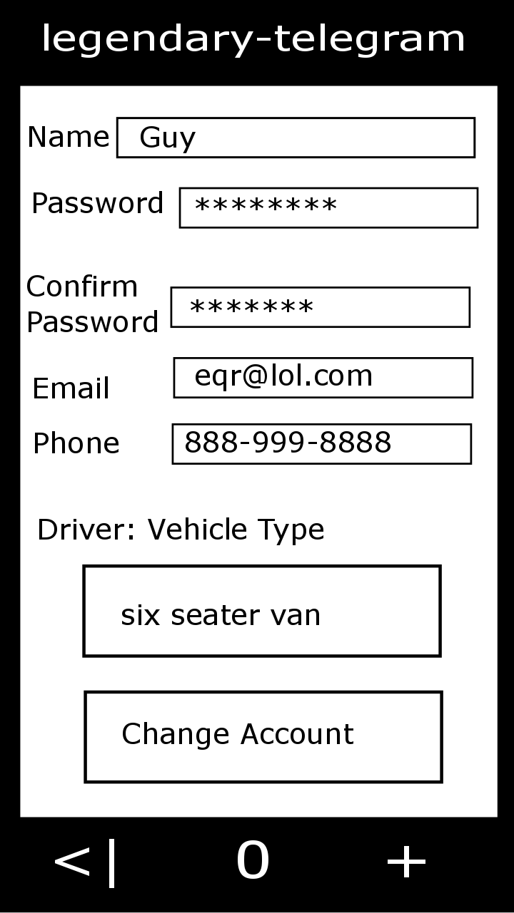 legendary-telegram
Name Guy
Password ********
Confirm
Password *******
Email eqr@lol.com
Phone 888-999-8888
Driver: Vehicle Type
six seater van
Change Account
<| O +